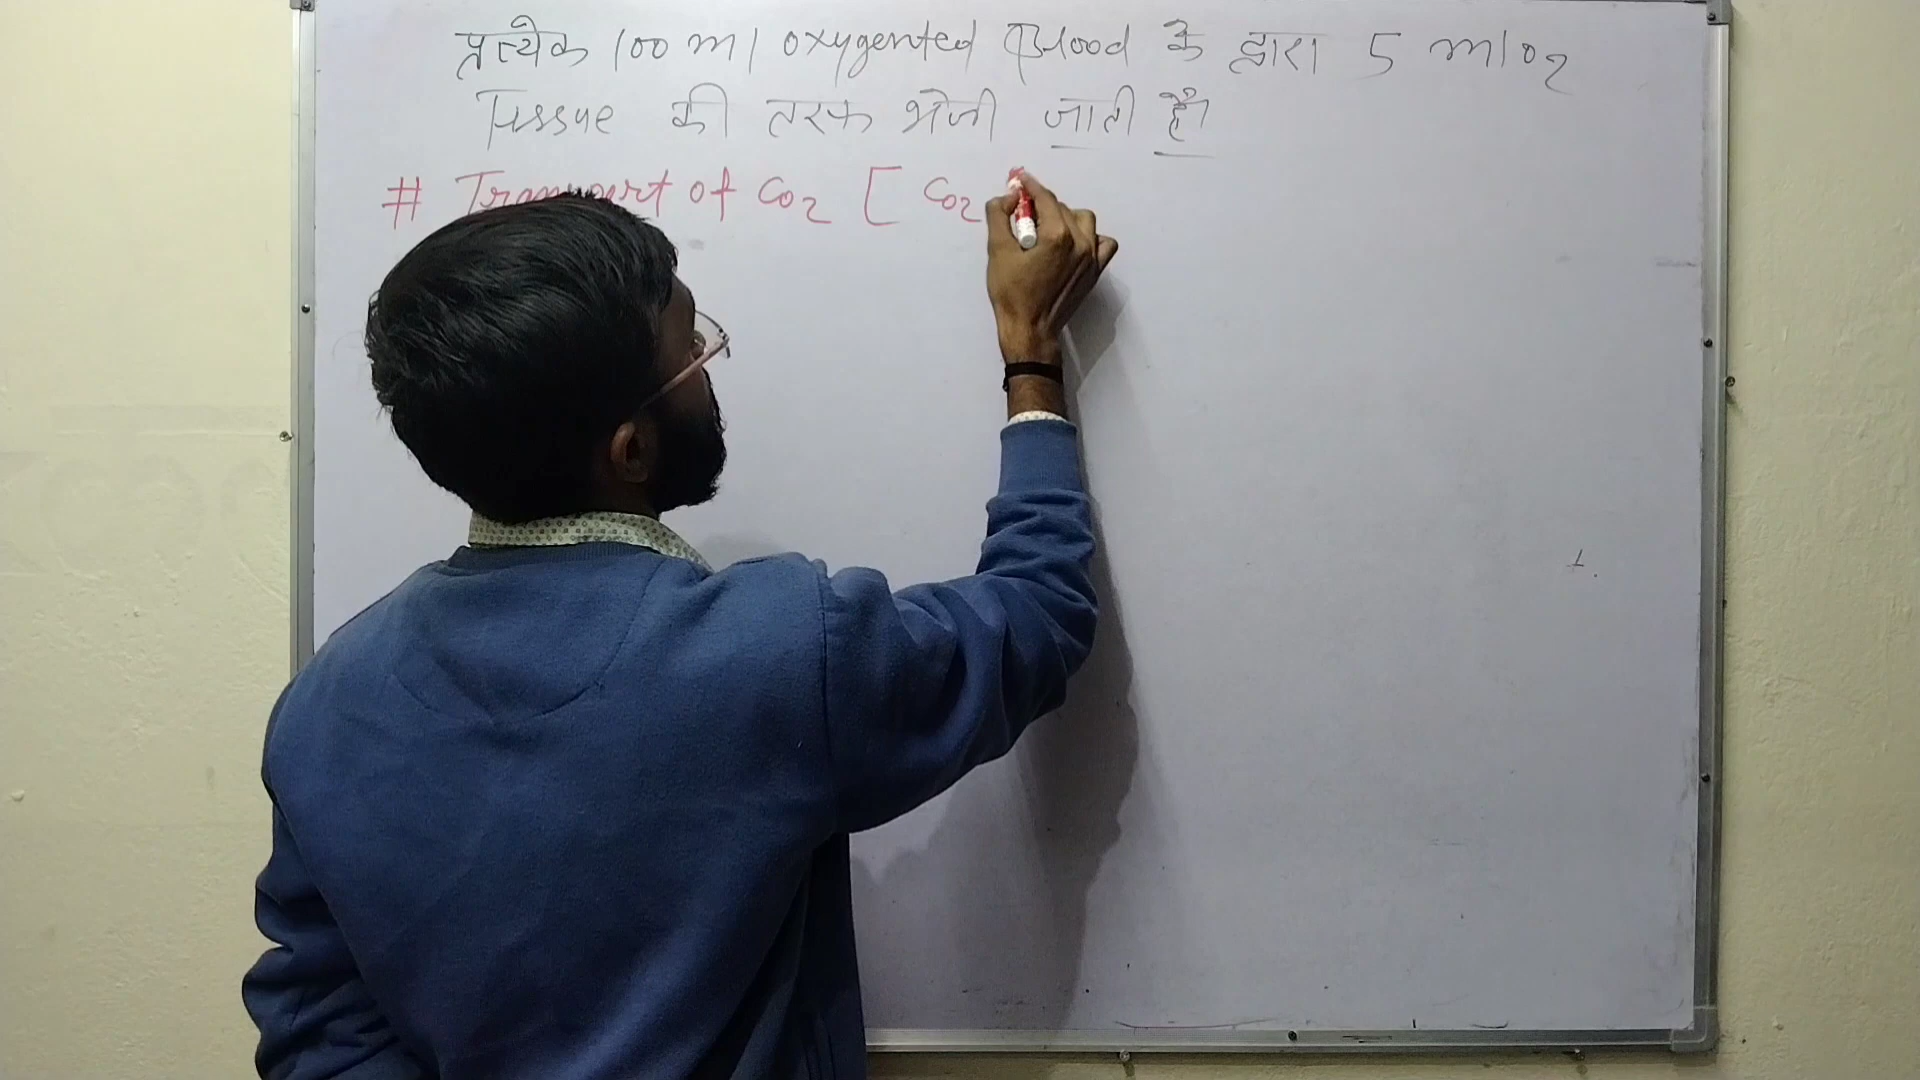 प्रत्येक 100 ml oxygented Blood के द्वारा 5 ml O2
Tissue की तरफ भेजी जाती है।
# Transport of CO2 [ CO2